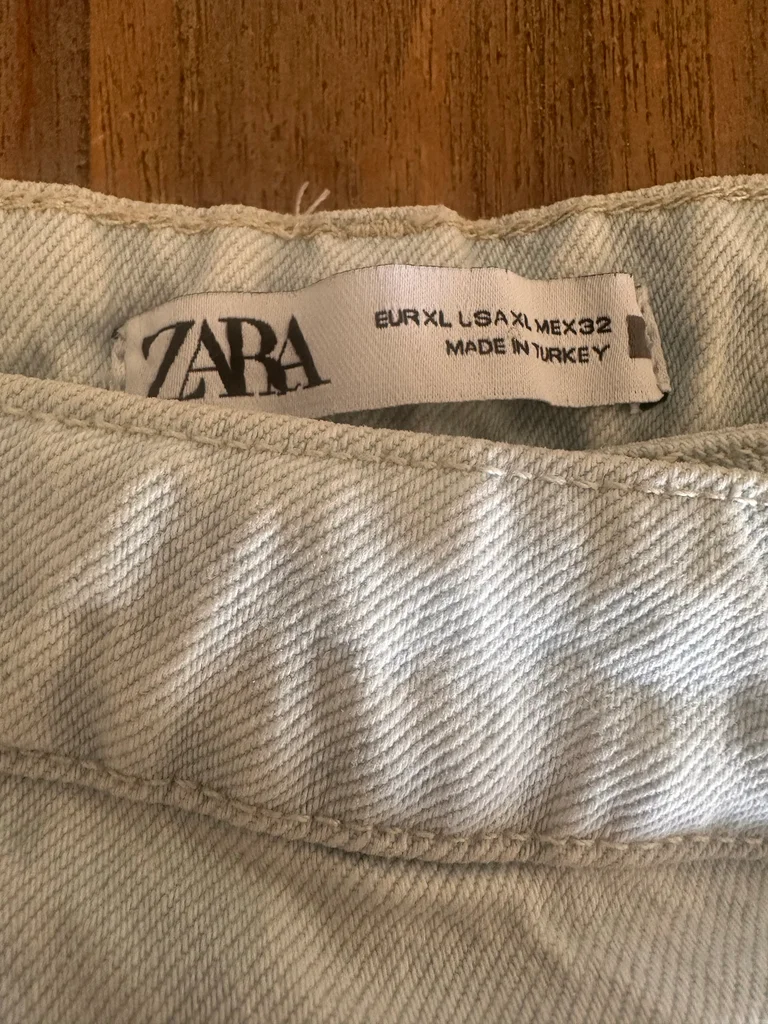 ZARA
EUR XL USA XL MEX 32
MADE IN TURKEY